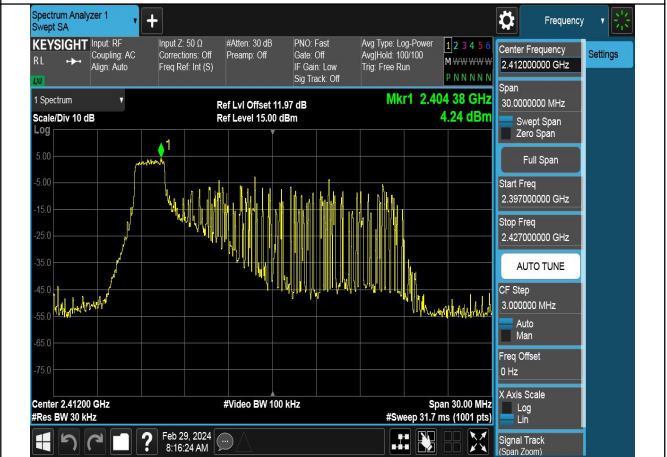 Spectrum Analyzer 1
Swept SA
+
Frequency
KEYSIGHT
RL
Input: RF
Coupling: AC
Align: Auto
Input Z: 50 Ω
Corrections: Off
Freq Ref: Int (S)
#Atten: 30 dB
Preamp: Off
PNO: Fast
Gate: Off
IF Gain: Low
Sig Track: Off
Avg Type: Log-Power
Avg|Hold: 100/100
Trig: Free Run
1 2 3 4 5 6
M W W W W W
P N N N N N
Center Frequency
2.412000000 GHz
Settings
Span
30.0000000 MHz
Swept Span
Zero Span
Full Span
Start Freq
2.397000000 GHz
Stop Freq
2.427000000 GHz
AUTO TUNE
CF Step
3.000000 MHz
Auto
Man
Freq Offset
0 Hz
X Axis Scale
Log
Lin
Signal Track
(Span Zoom)
1 Spectrum
Scale/Div 10 dB
Log
Ref Lvl Offset 11.97 dB
Ref Level 15.00 dBm
Mkr1 2.404 38 GHz
4.24 dBm
1
5.00
-5.00
-15.0
-25.0
-35.0
-45.0
-55.0
-65.0
-75.0
Center 2.41200 GHz
#Res BW 30 kHz
#Video BW 100 kHz
Span 30.00 MHz
#Sweep 31.7 ms (1001 pts)
?
Feb 29, 2024
8:16:24 AM